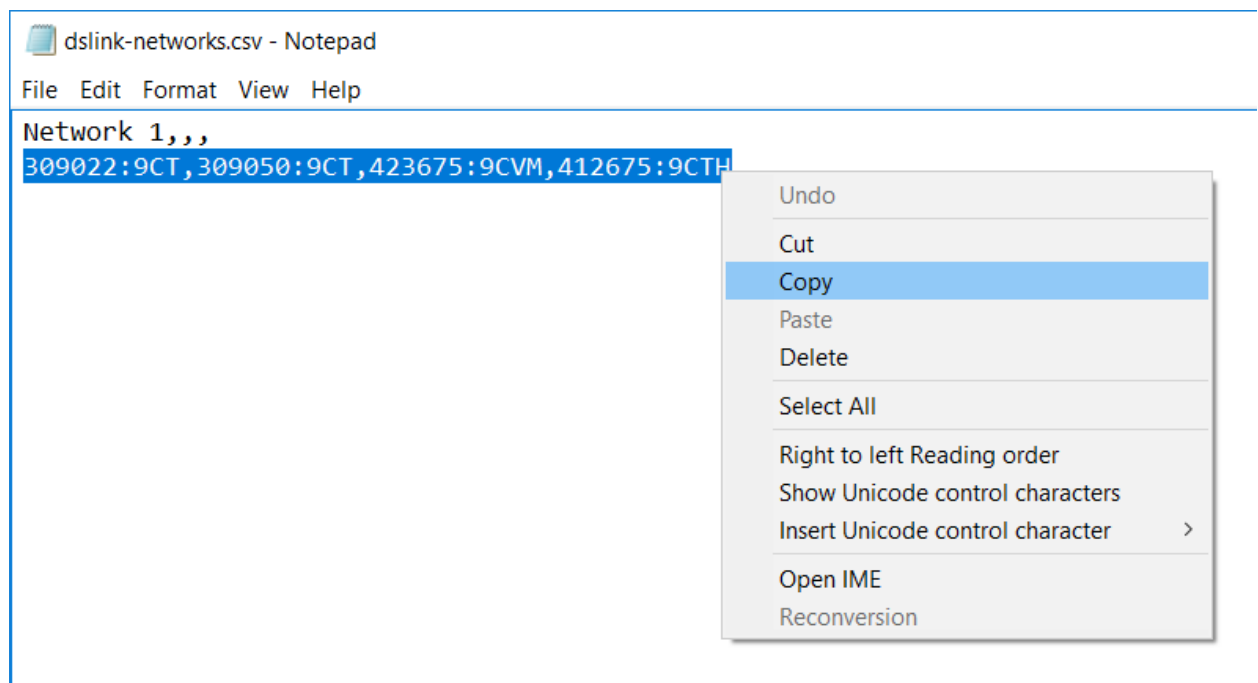 dslink-networks.csv - Notepad
File Edit Format View Help
Network 1,,,
309022:9CT,309050:9CT,423675:9CVM,412675:9CTH
Undo
Cut
Copy
Paste
Delete
Select All
Right to left Reading order
Show Unicode control characters
Insert Unicode control character >
Open IME
Reconversion